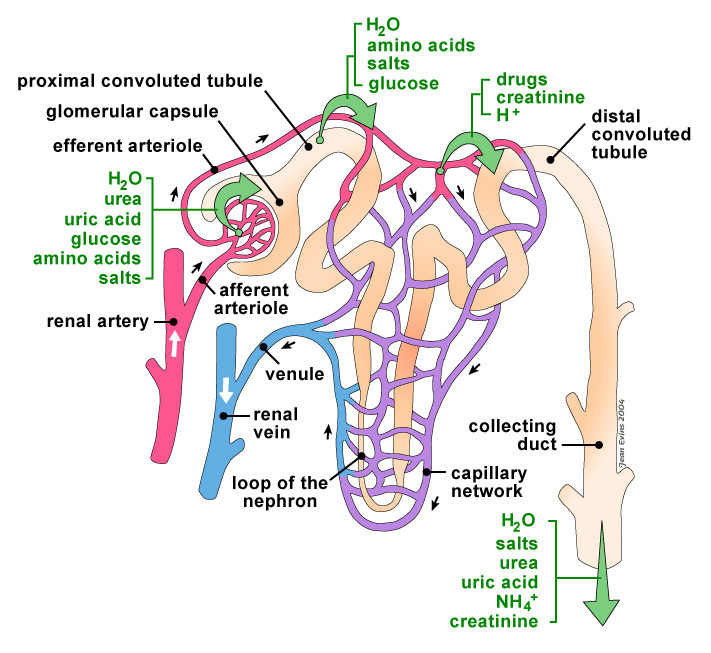 H₂O
amino acids
salts
glucose
proximal convoluted tubule
glomerular capsule
efferent arteriole
drugs
creatinine
H⁺
distal
convoluted
tubule
H₂O
urea
uric acid
glucose
amino acids
salts
afferent
arteriole
renal artery
venule
renal
vein
loop of the
nephron
capillary
network
collecting
duct
Jean Evins 2004
H₂O
salts
urea
uric acid
NH₄⁺
creatinine